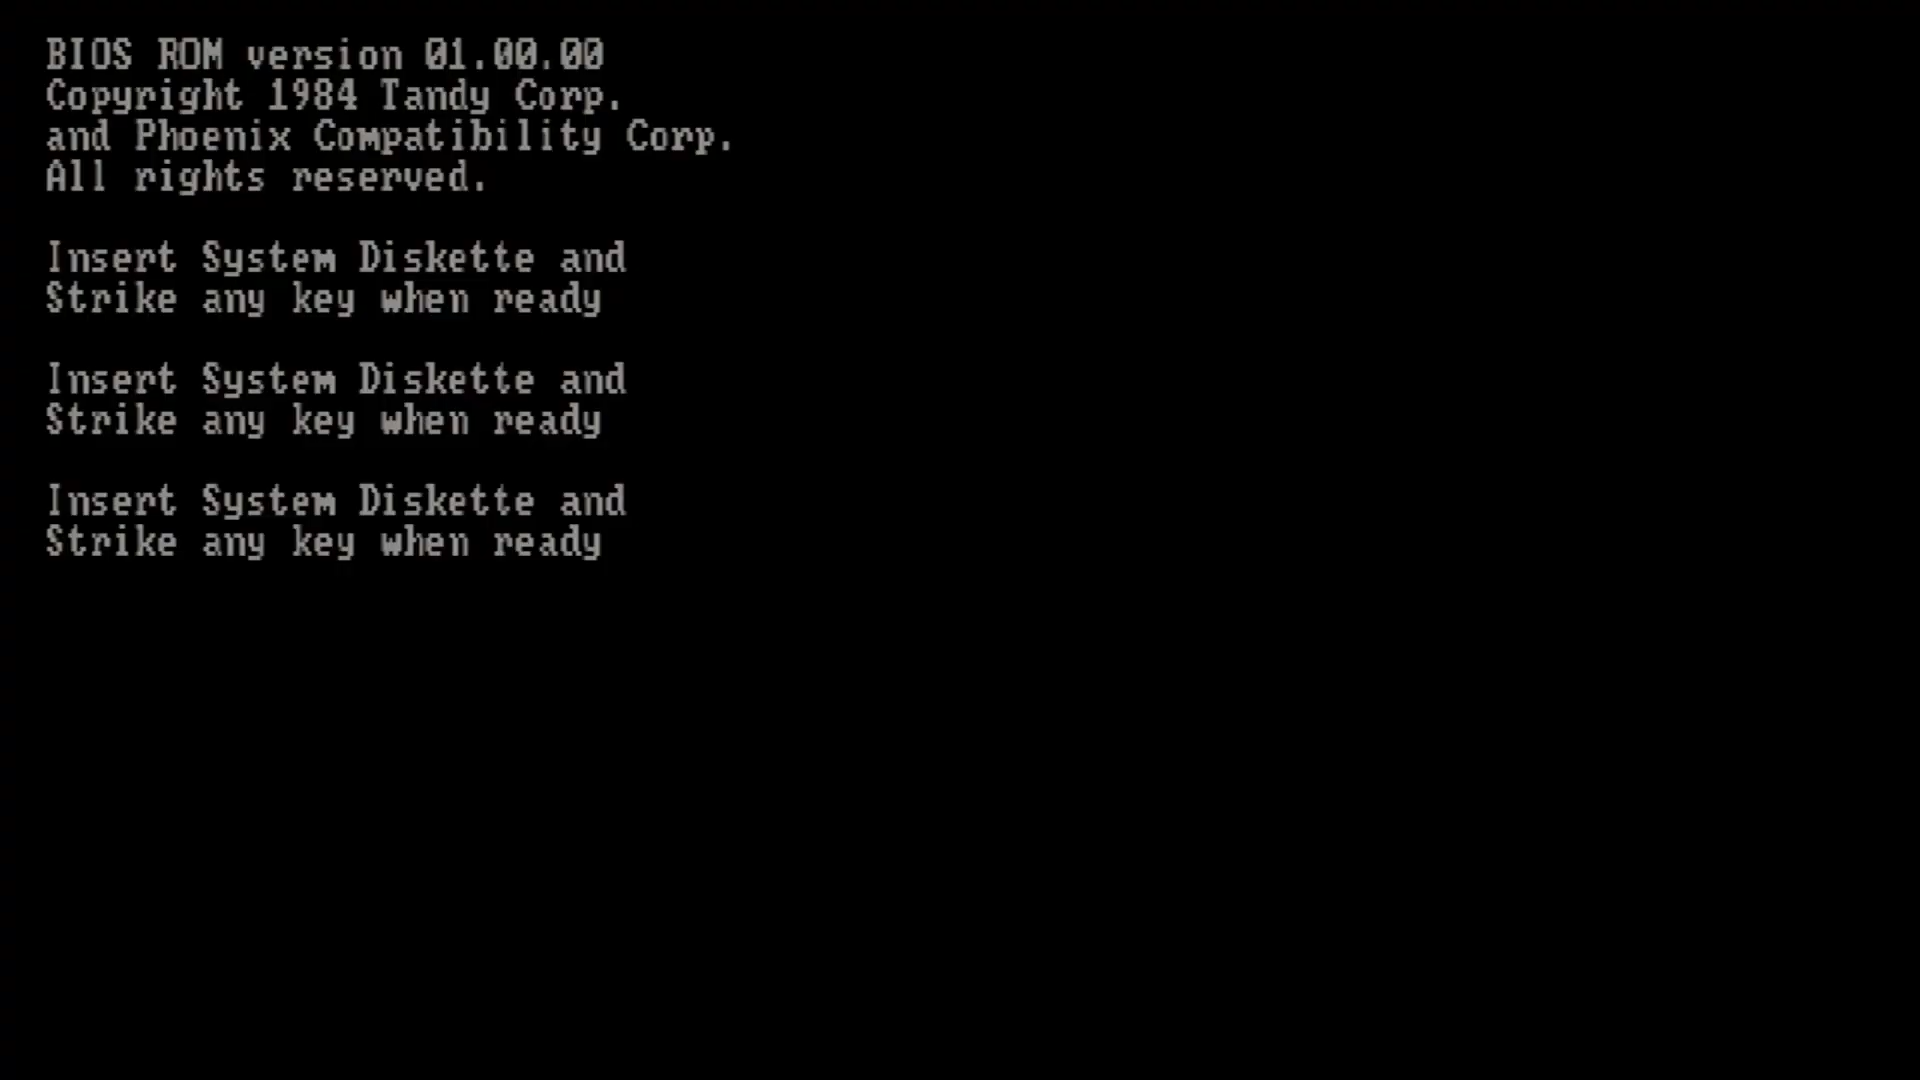 BIOS ROM version 01.00.00
Copyright 1984 Tandy Corp.
and Phoenix Compatibility Corp.
All rights reserved.
Insert System Diskette and
Strike any key when ready
Insert System Diskette and
Strike any key when ready
Insert System Diskette and
Strike any key when ready